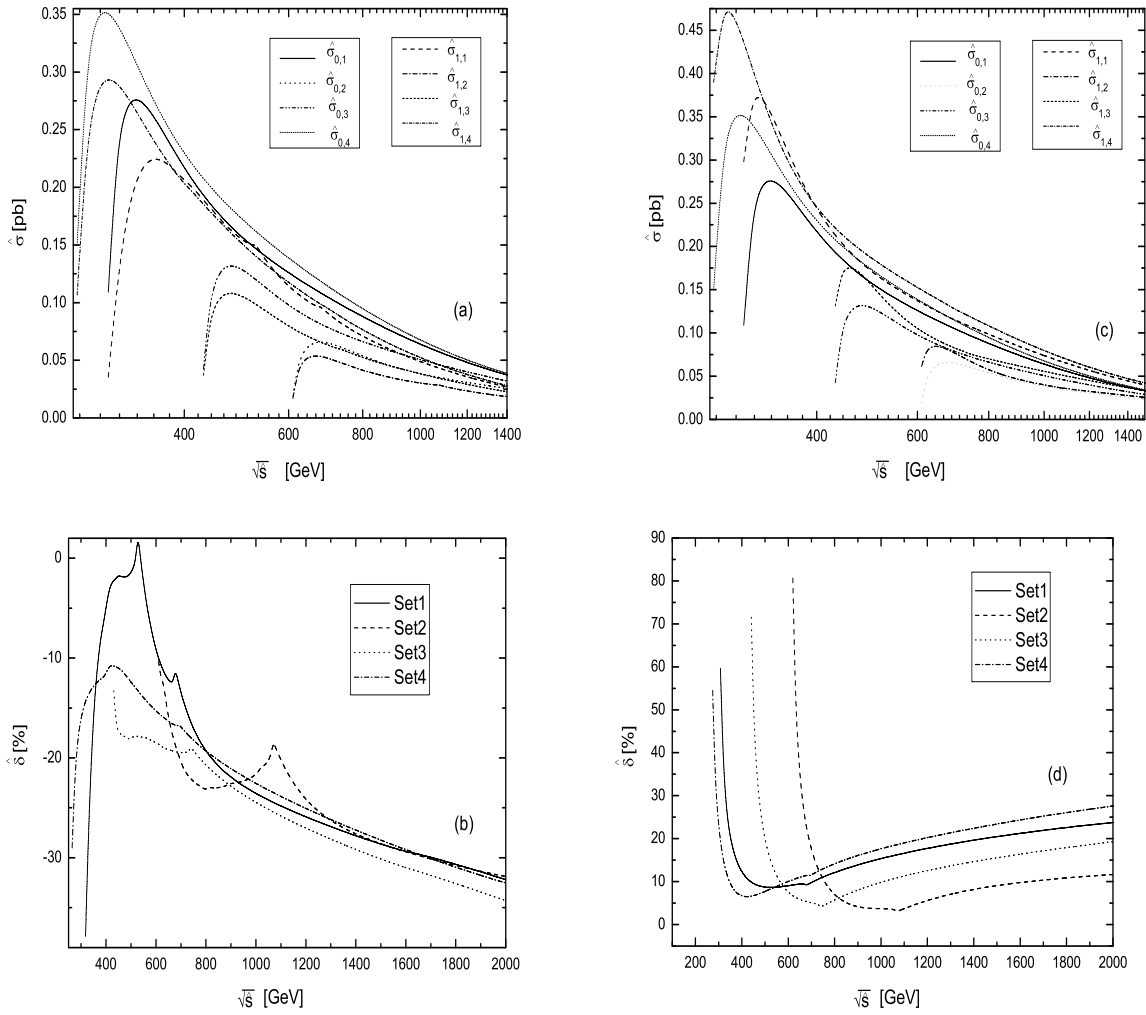 0.35
0.30
0.25
0.20
0.15
0.10
0.05
0.00
400 600 800 1000 1200 1400
σ̂ [pb]
√ŝ [GeV]
σ̂0,1
σ̂0,2
σ̂0,3
σ̂0,4
σ̂1,1
σ̂1,2
σ̂1,3
σ̂1,4
(a)
0.45
0.40
0.35
0.30
0.25
0.20
0.15
0.10
0.05
0.00
400 600 800 1000 1200 1400
σ̂ [pb]
√ŝ [GeV]
σ̂0,1
σ̂0,2
σ̂0,3
σ̂0,4
σ̂1,1
σ̂1,2
σ̂1,3
σ̂1,4
(c)
0
-10
-20
-30
400 600 800 1000 1200 1400 1600 1800 2000
δ̂ [%]
√ŝ [GeV]
Set1
Set2
Set3
Set4
(b)
90
80
70
60
50
40
30
20
10
0
200 400 600 800 1000 1200 1400 1600 1800 2000
δ̂ [%]
√ŝ [GeV]
Set1
Set2
Set3
Set4
(d)